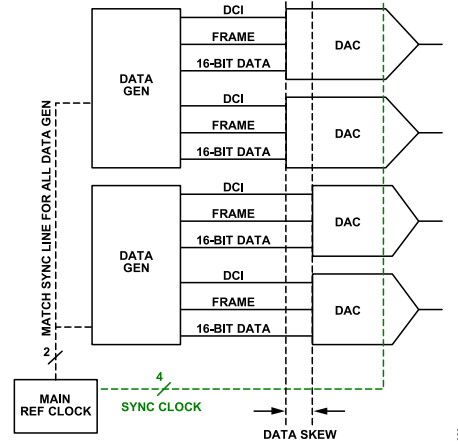 DCI
FRAME
16-BIT DATA
DATA
GEN
DAC
DCI
FRAME
16-BIT DATA
DAC
MATCH SYNC LINE FOR ALL DATA GEN
DCI
FRAME
16-BIT DATA
DATA
GEN
DAC
DCI
FRAME
16-BIT DATA
DAC
2
4
MAIN
REF CLOCK
SYNC CLOCK
DATA SKEW